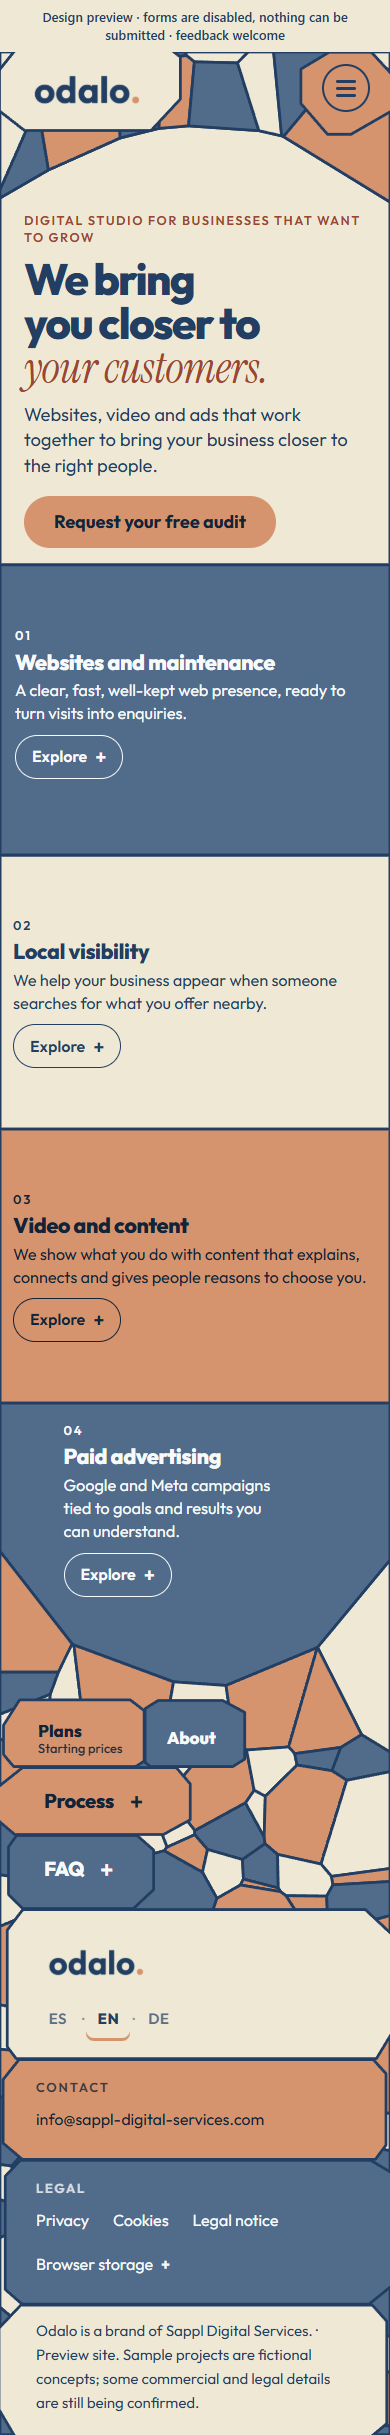 Design preview · forms are disabled, nothing can be
submitted · feedback welcome
odalo.
DIGITAL STUDIO FOR BUSINESSES THAT WANT
TO GROW
We bring
you closer to
your customers.
Websites, video and ads that work
together to bring your business closer to
the right people.
Request your free audit
01
Websites and maintenance
A clear, fast, well-kept web presence, ready to
turn visits into enquiries.
Explore +
02
Local visibility
We help your business appear when someone
searches for what you offer nearby.
Explore +
03
Video and content
We show what you do with content that explains,
connects and gives people reasons to choose you.
Explore +
04
Paid advertising
Google and Meta campaigns
tied to goals and results you
can understand.
Explore +
Plans
Starting prices
About
Process +
FAQ +
odalo.
ES · EN · DE
CONTACT
info@sappl-digital-services.com
LEGAL
Privacy Cookies Legal notice
Browser storage +
Odalo is a brand of Sappl Digital Services. ·
Preview site. Sample projects are fictional
concepts; some commercial and legal details
are still being confirmed.